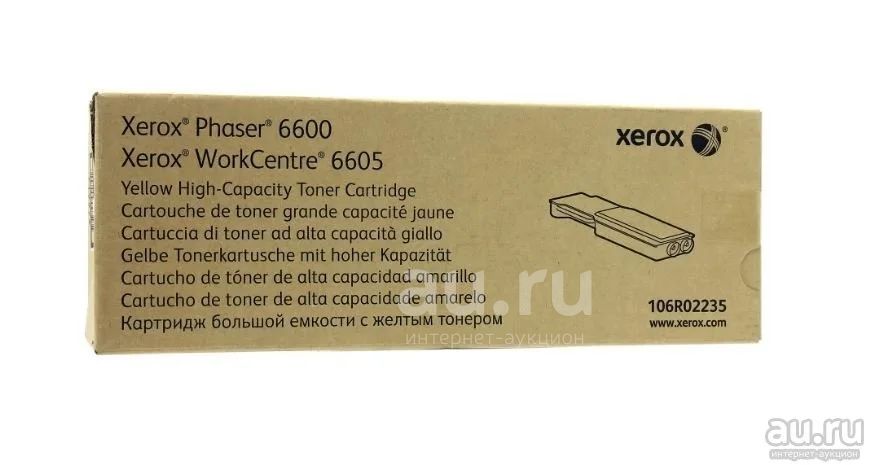 Xerox® Phaser® 6600
Xerox® WorkCentre® 6605
Yellow High-Capacity Toner Cartridge
Cartouche de toner grande capacité jaune
Cartuccia di toner ad alta capacità giallo
Gelbe Tonerkartusche mit hoher Kapazität
Cartucho de tóner de alta capacidad amarillo
Cartucho de toner de alta capacidade amarelo
Картридж большой емкости с желтым тонером
xerox®
106R02235
www.xerox.com
au.ru
интернет-аукцион
au.ru
интернет-аукцион